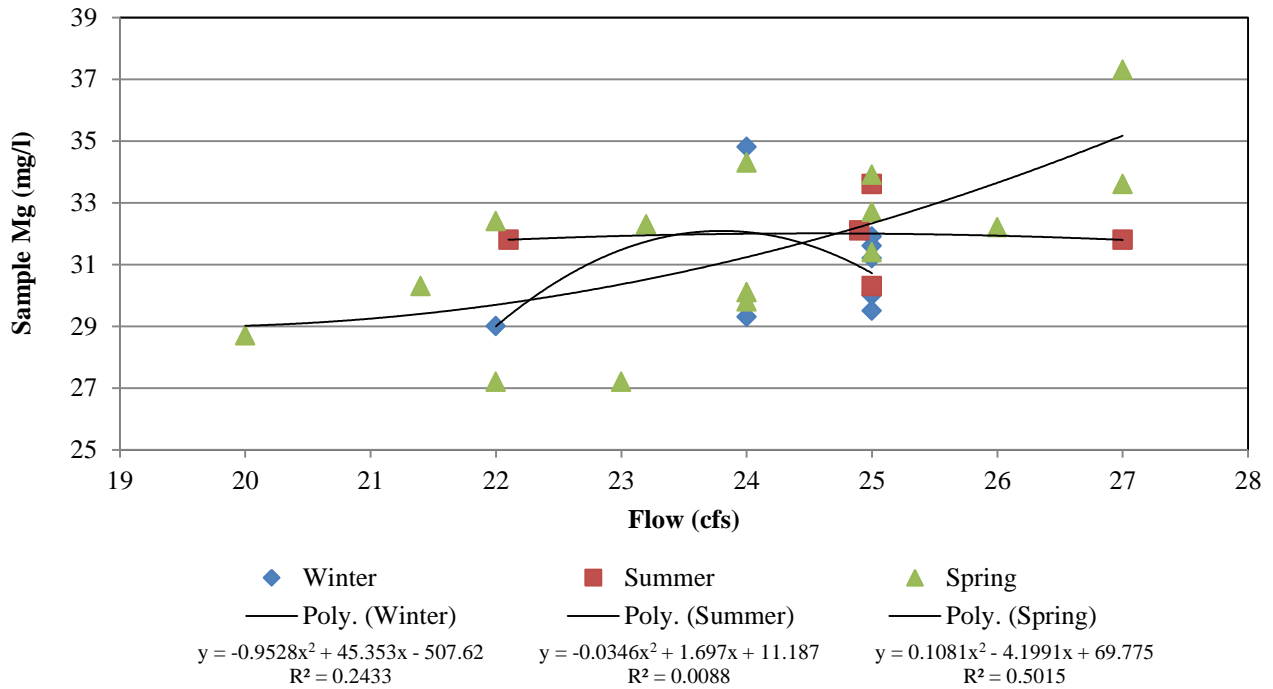 39
37
35
33
31
29
27
25
Sample Mg (mg/l)
19 20 21 22 23 24 25 26 27 28
Flow (cfs)
Winter Summer Spring
Poly. (Winter) Poly. (Summer) Poly. (Spring)
y = -0.9528x² + 45.353x - 507.62 y = -0.0346x² + 1.697x + 11.187 y = 0.1081x² - 4.1991x + 69.775
R² = 0.2433 R² = 0.0088 R² = 0.5015